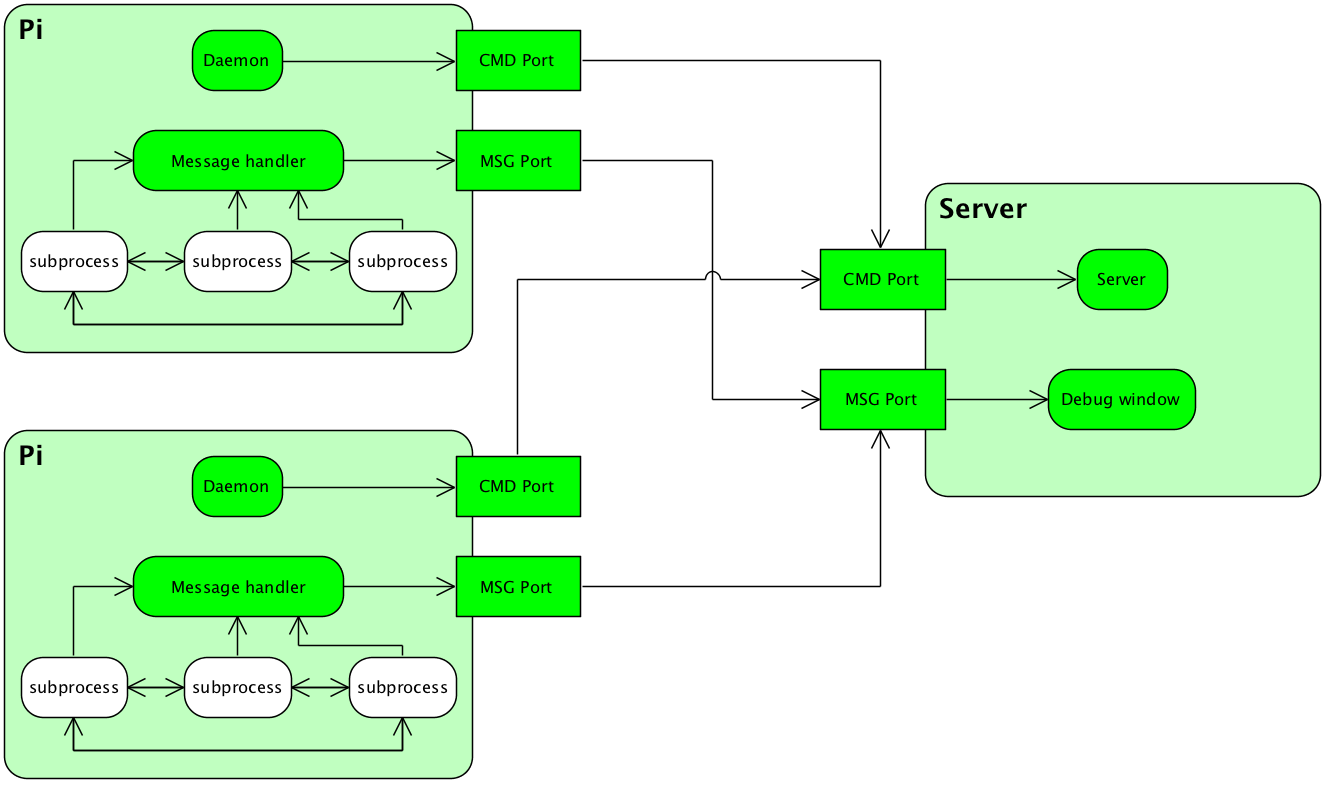 Pi
Daemon
CMD Port
Message handler
MSG Port
subprocess
subprocess
subprocess
Server
CMD Port
Server
MSG Port
Debug window
Pi
Daemon
CMD Port
Message handler
MSG Port
subprocess
subprocess
subprocess